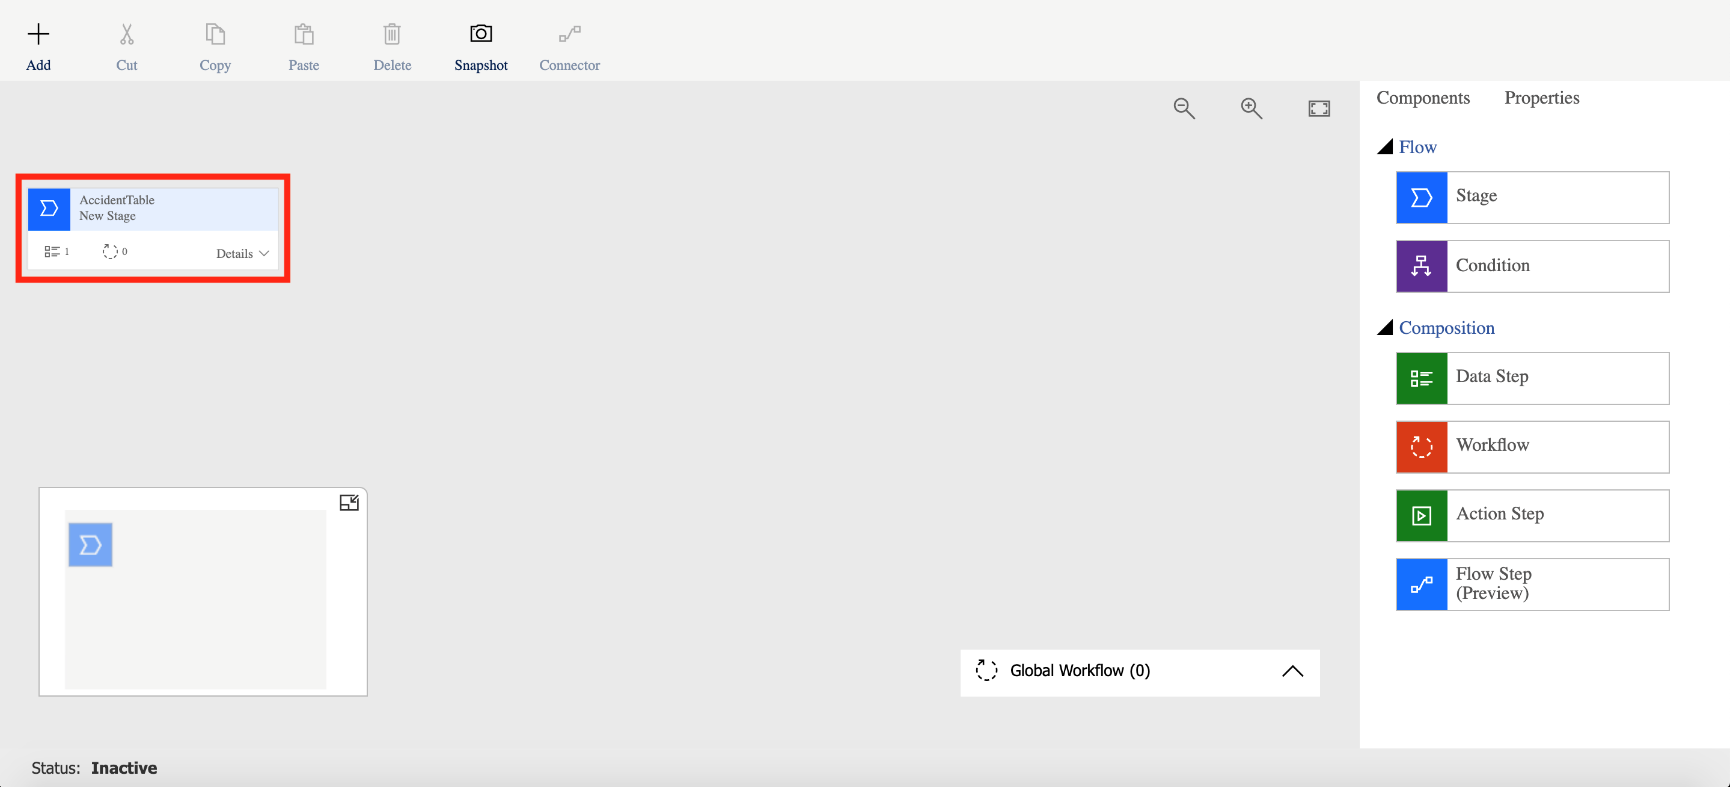 Add
Cut
Copy
Paste
Delete
Snapshot
Connector
Components
Properties
AccidentTable
New Stage
1
0
Details
Flow
Stage
Condition
Composition
Data Step
Workflow
Action Step
Flow Step
(Preview)
Global Workflow (0)
Status: Inactive